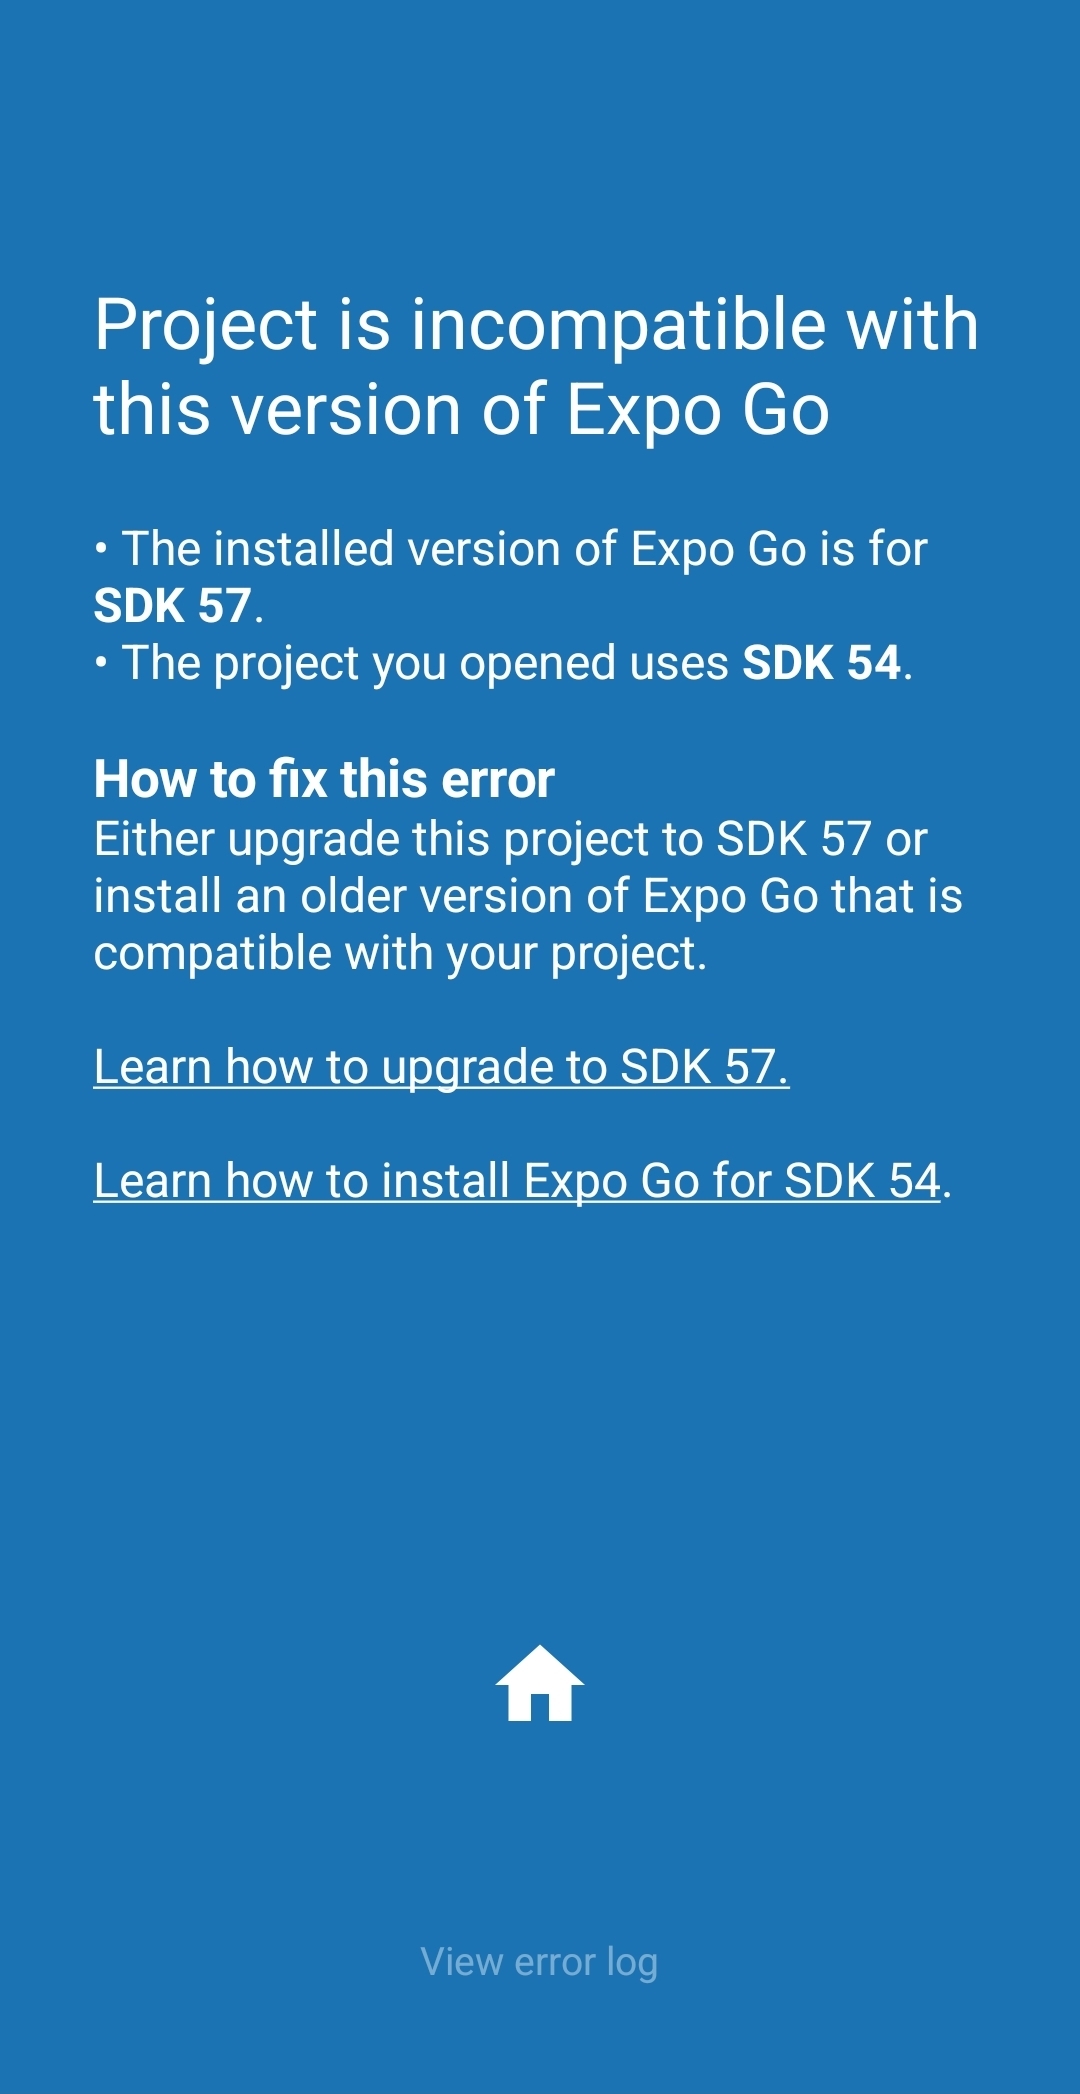 Project is incompatible with
this version of Expo Go
• The installed version of Expo Go is for
SDK 57.
• The project you opened uses SDK 54.
How to fix this error
Either upgrade this project to SDK 57 or
install an older version of Expo Go that is
compatible with your project.
Learn how to upgrade to SDK 57.
Learn how to install Expo Go for SDK 54.
View error log